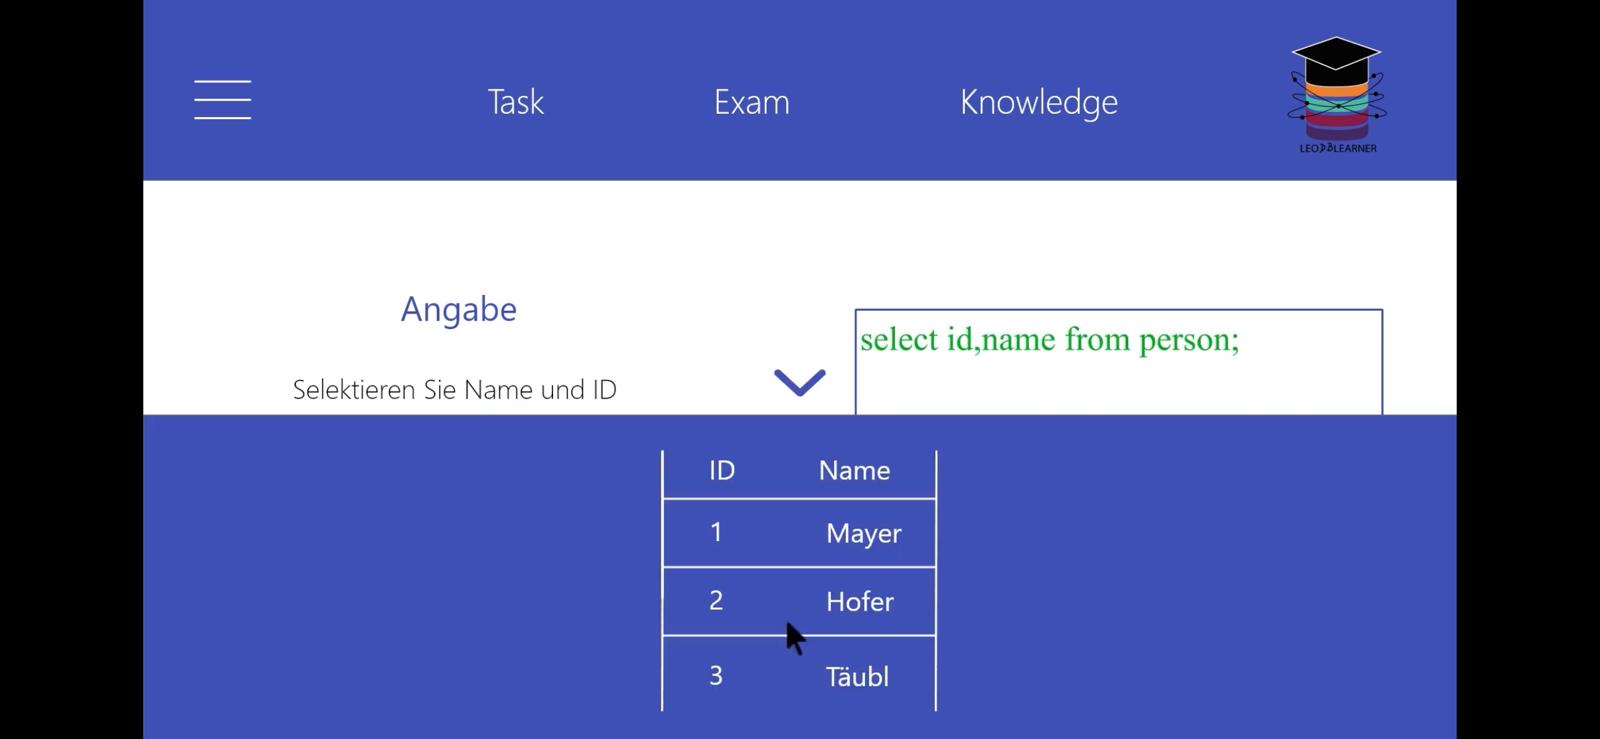 Task Exam Knowledge
LEODBLEARNER
Angabe
select id,name from person;
Selektieren Sie Name und ID
ID Name
1 Mayer
2 Hofer
3 Täubl